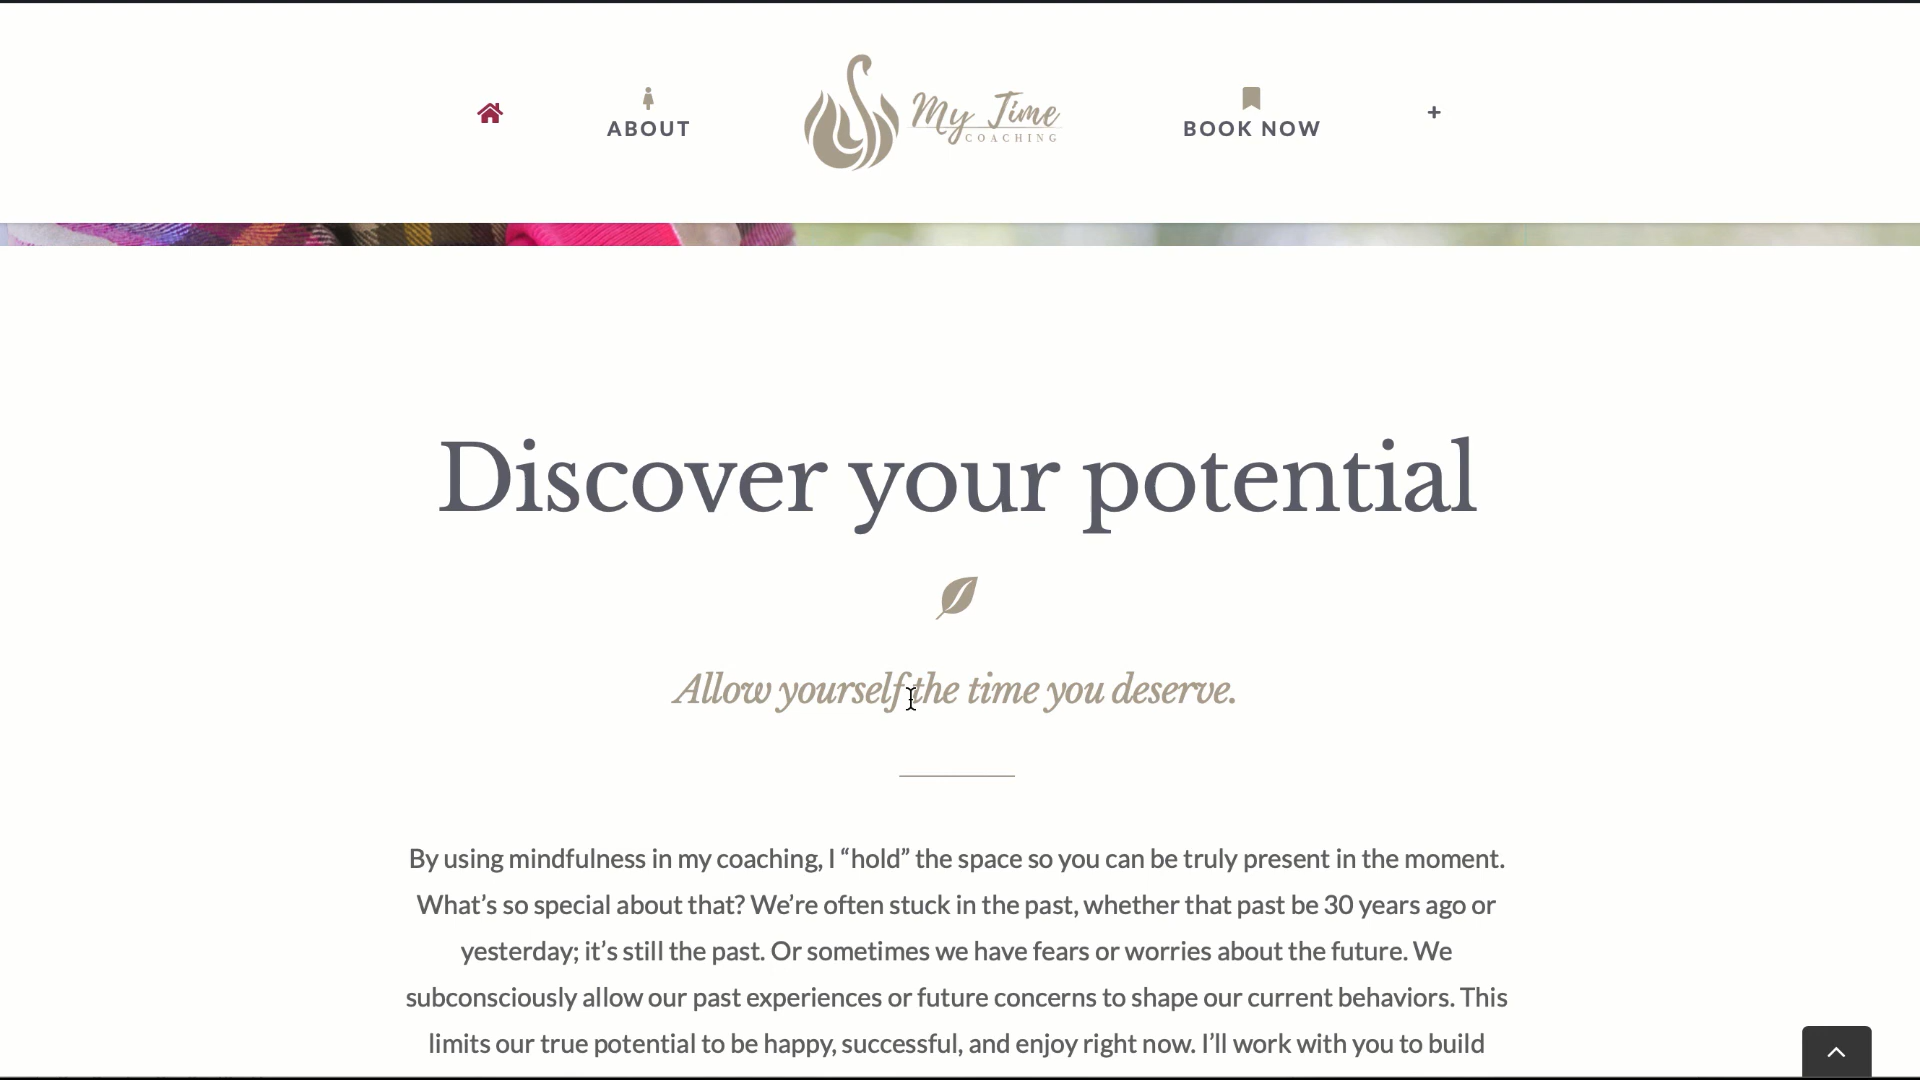 ABOUT
My Time
COACHING
BOOK NOW
+
Discover your potential
Allow yourself the time you deserve.
By using mindfulness in my coaching, I “hold” the space so you can be truly present in the moment.
What’s so special about that? We’re often stuck in the past, whether that past be 30 years ago or
yesterday; it’s still the past. Or sometimes we have fears or worries about the future. We
subconsciously allow our past experiences or future concerns to shape our current behaviors. This
limits our true potential to be happy, successful, and enjoy right now. I’ll work with you to build